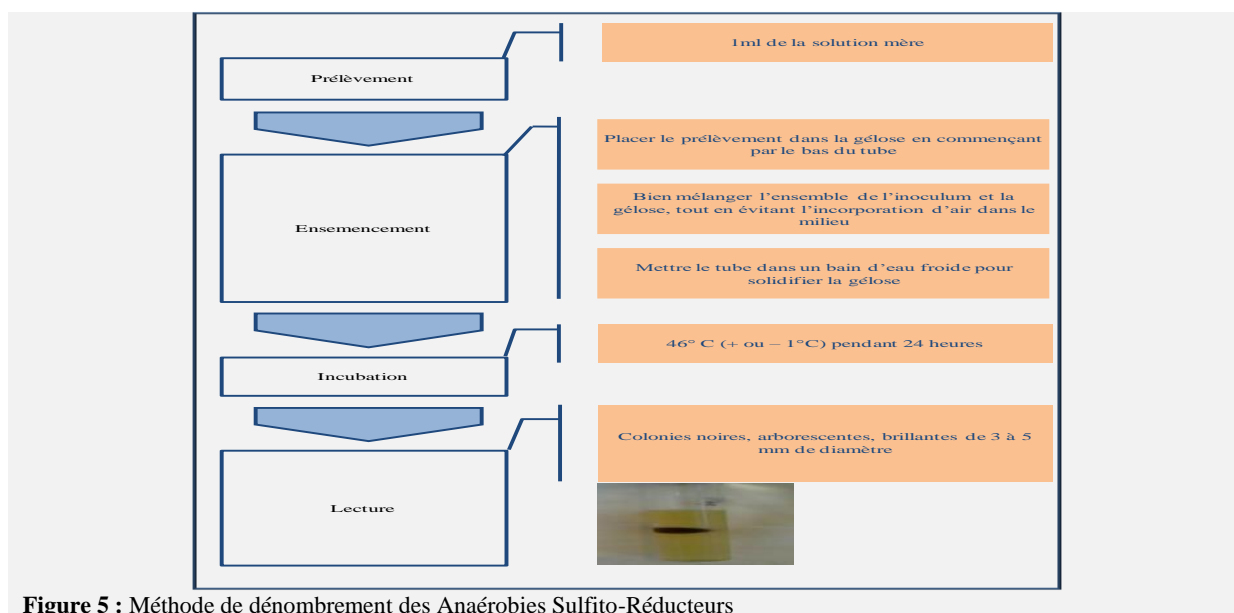 1ml de la solution mère
Prélèvement
Placer le prélèvement dans la gélose en commençant
par le bas du tube
Bien mélanger l’ensemble de l’inoculum et la
gélose, tout en évitant l’incorporation d’air dans le
milieu
Ensemencement
Mettre le tube dans un bain d’eau froide pour
solidifier la gélose
46° C (+ ou – 1°C) pendant 24 heures
Incubation
Colonies noires, arborescentes, brillantes de 3 à 5
mm de diamètre
Lecture
Figure 5 : Méthode de dénombrement des Anaérobies Sulfito-Réducteurs